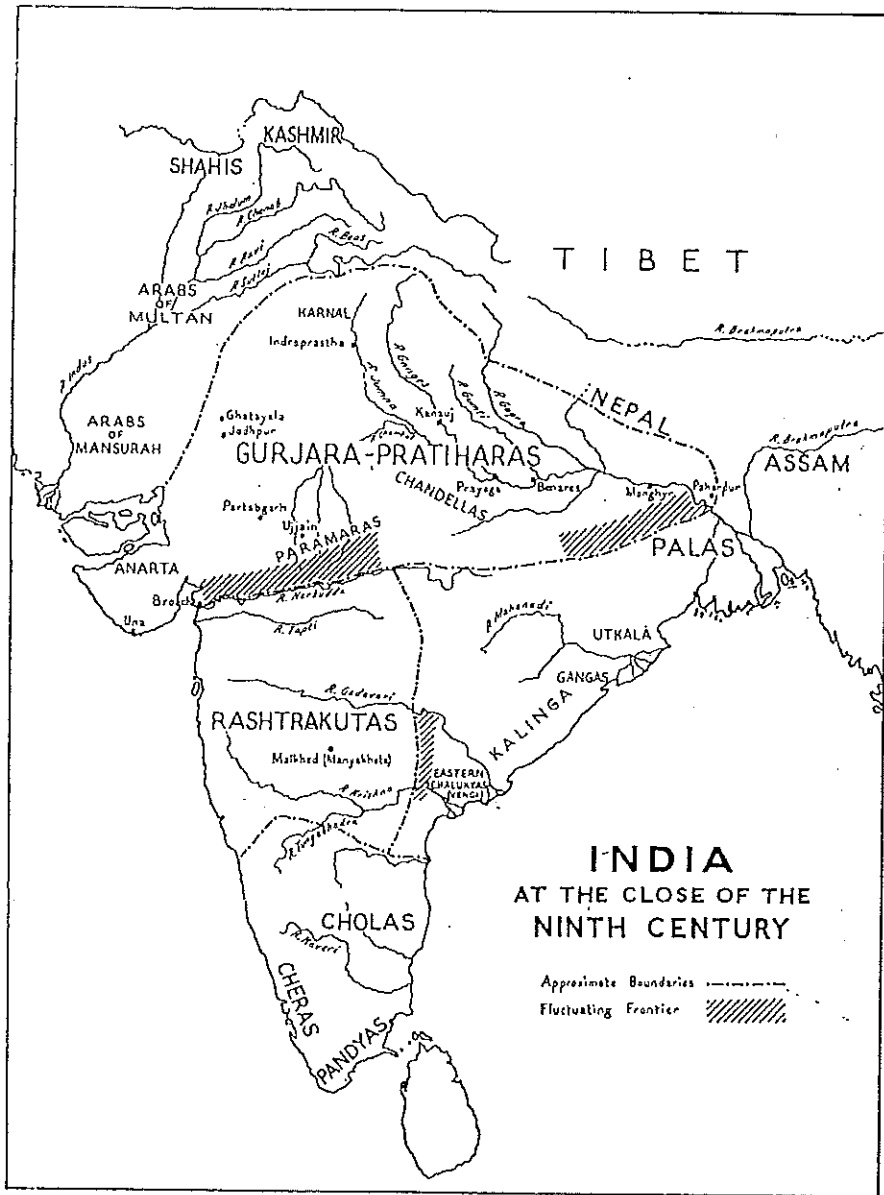 KASHMIR
SHAHIS
R. Jhelum
R. Chenab
R. Ravi
R. Beas
R. Sutlej
TIBET
ARABS
OF
MULTAN
KARNAL
Indraprastha
R. Brahmaputra
R. Indus
R. Ganges
R. Jumna
R. Gumti
R. Gogra
NEPAL
ARABS
OF
MANSURAH
Ghatayala
Jodhpur
Kanauj
R. Chambal
R. Brahmaputra
ASSAM
GURJARA-PRATIHARAS
CHANDELLAS
Prayaga
Benares
Monghyr
Paharpur
Partabgarh
Ujjain
PARAMARAS
PALAS
ANARTA
Broach
R. Narbudda
Una
R. Tapti
R. Mahanadi
UTKALA
GANGAS
KALINGA
R. Godavari
RASHTRAKUTAS
Malkhed (Manyakheta)
EASTERN
CHALUKYAS
(VENGI)
R. Krishna
R. Tungabhadra
INDIA
AT THE CLOSE OF THE
NINTH CENTURY
CHOLAS
R. Kaveri
CHERAS
PANDYAS
Approximate Boundaries
Fluctuating Frontier